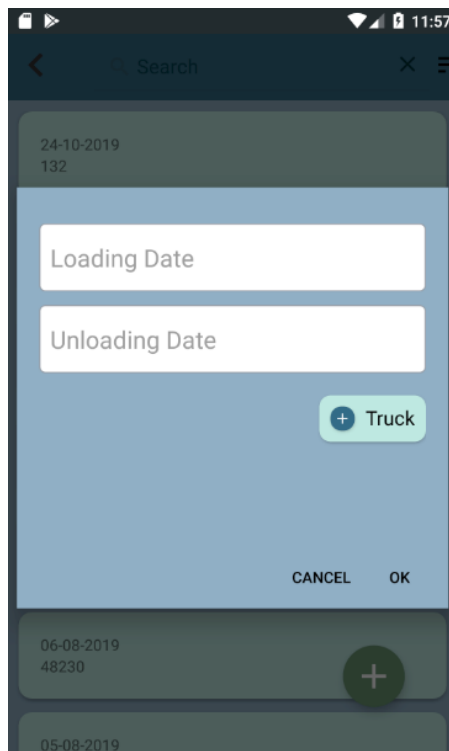 11:57
Search
24-10-2019
132
Loading Date
Unloading Date
+ Truck
CANCEL OK
06-08-2019
48230
+
05-08-2019